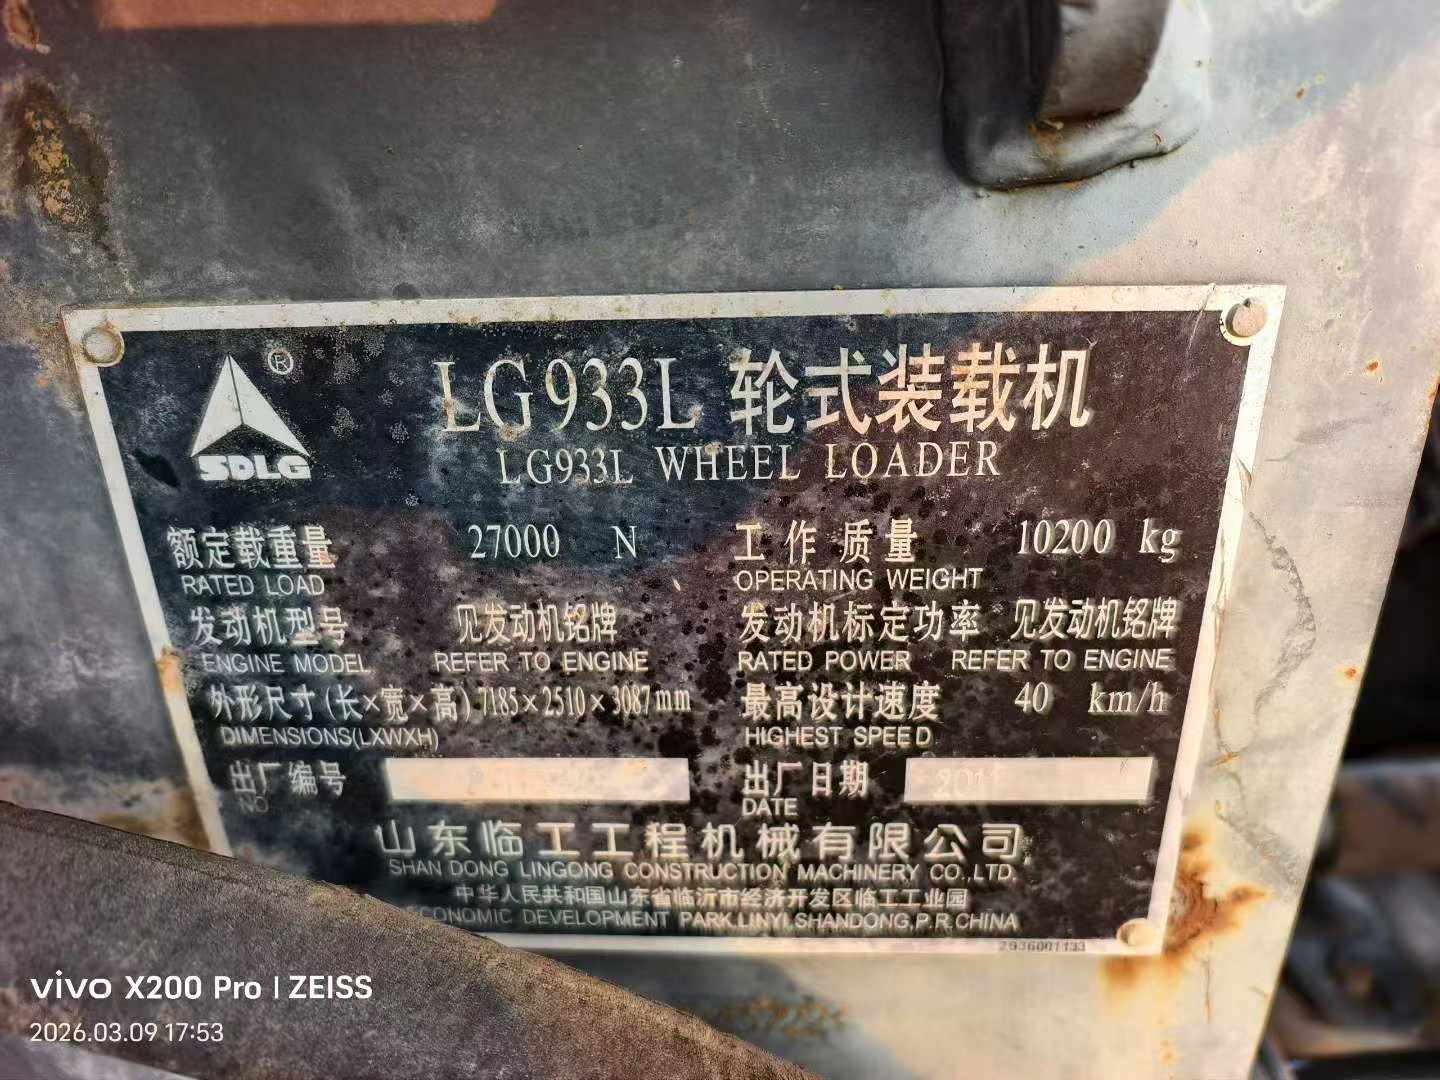 ®
SDLG
LG933L 轮式装载机
LG933L WHEEL LOADER
额定载重量 27000 N 工作质量 10200 kg
RATED LOAD OPERATING WEIGHT
发动机型号 见发动机铭牌 发动机标定功率 见发动机铭牌
ENGINE MODEL REFER TO ENGINE RATED POWER REFER TO ENGINE
外形尺寸(长×宽×高) 7185×2510×3087mm 最高设计速度 40 km/h
DIMENSIONS(LXWXH) HIGHEST SPEED
出厂编号 出厂日期
NO DATE
山东临工工程机械有限公司
SHAN DONG LINGONG CONSTRUCTION MACHINERY CO.,LTD.
中华人民共和国山东省临沂市经济开发区临工工业园
ECONOMIC DEVELOPMENT PARK,LINYI,SHANDONG,P.R.CHINA
2936001133
vivo X200 Pro | ZEISS
2026.03.09 17:53